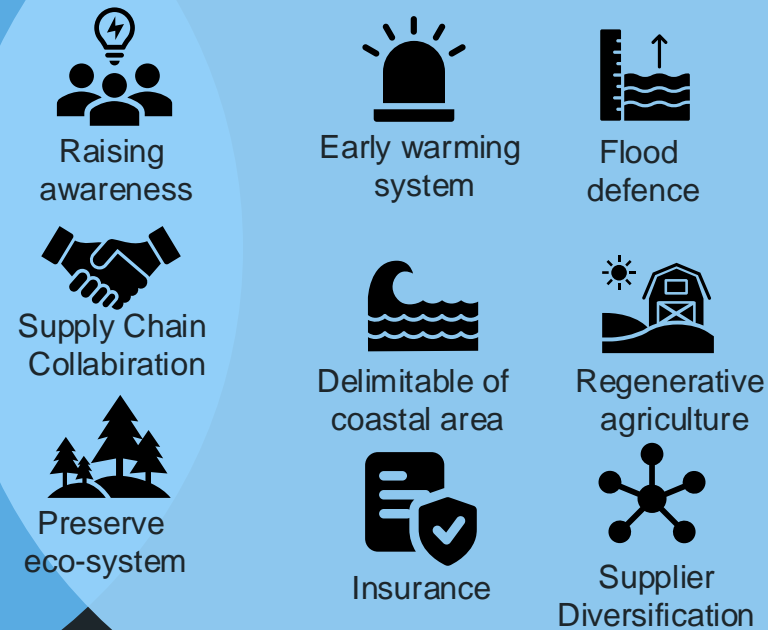 Raising
awareness
Early warming
system
Flood
defence
Supply Chain
Collabiration
Delimitable of
coastal area
Regenerative
agriculture
Preserve
eco-system
Insurance
Supplier
Diversification